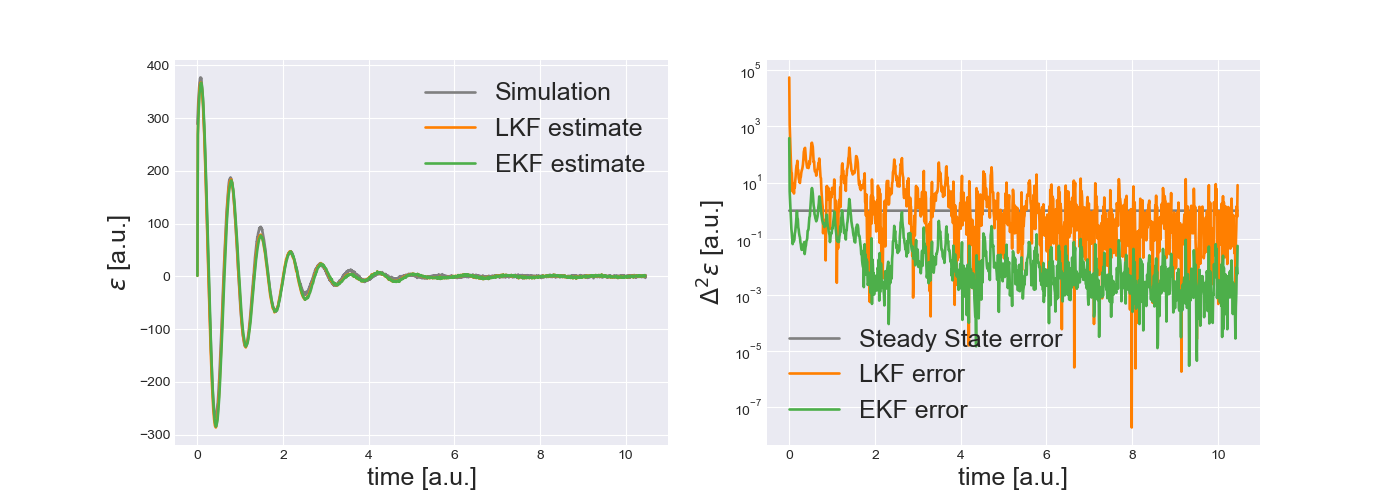 400
300
200
100
0
−100
−200
−300
ε [a.u.]
0 2 4 6 8 10
time [a.u.]
Simulation
LKF estimate
EKF estimate
10^5
10^3
10^1
10^−1
10^−3
10^−5
10^−7
Δ^2 ε [a.u.]
Steady State error
LKF error
EKF error
0 2 4 6 8 10
time [a.u.]